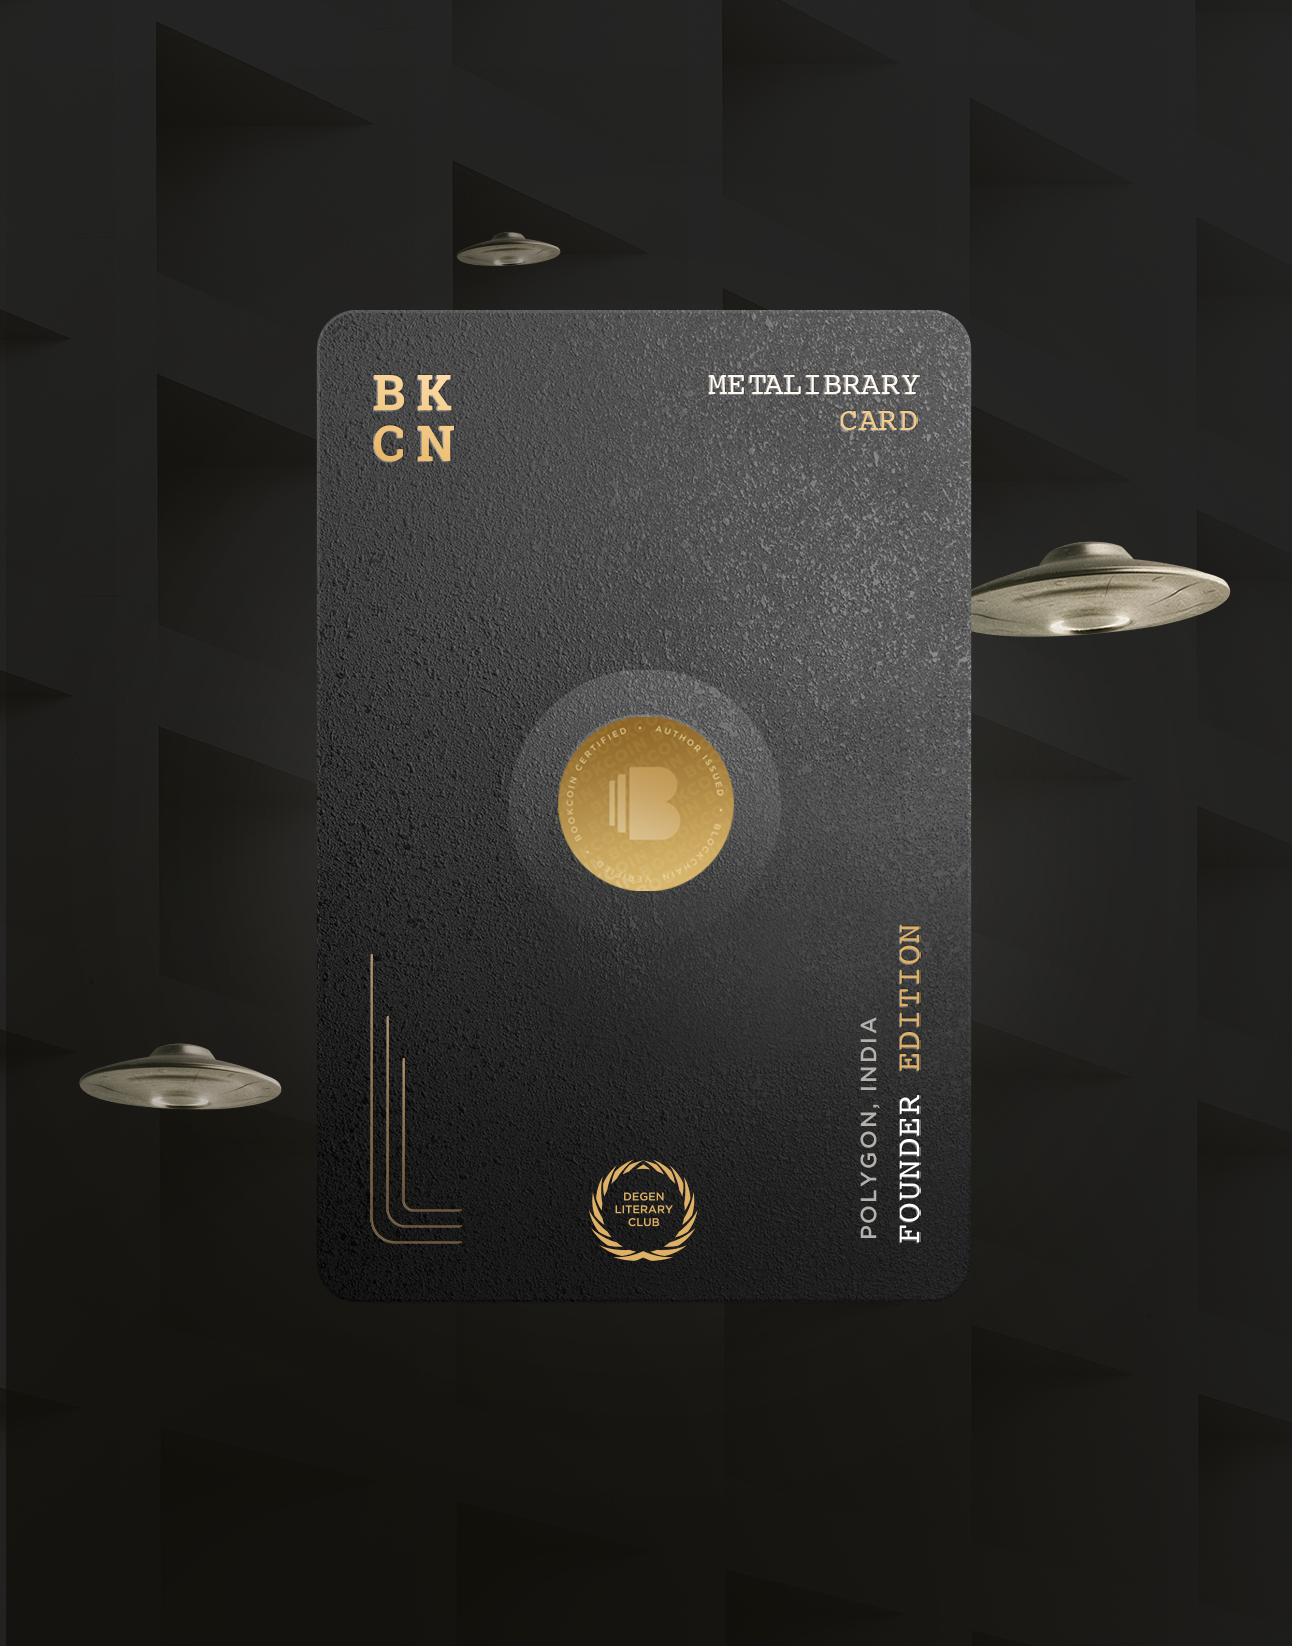 BK
CN
METALIBRARY
CARD
BOOKCOIN CERTIFIED • AUTHOR ISSUED • BLOCKCHAIN VERIFIED •
POLYGON, INDIA
FOUNDER EDITION
DEGEN
LITERARY
CLUB